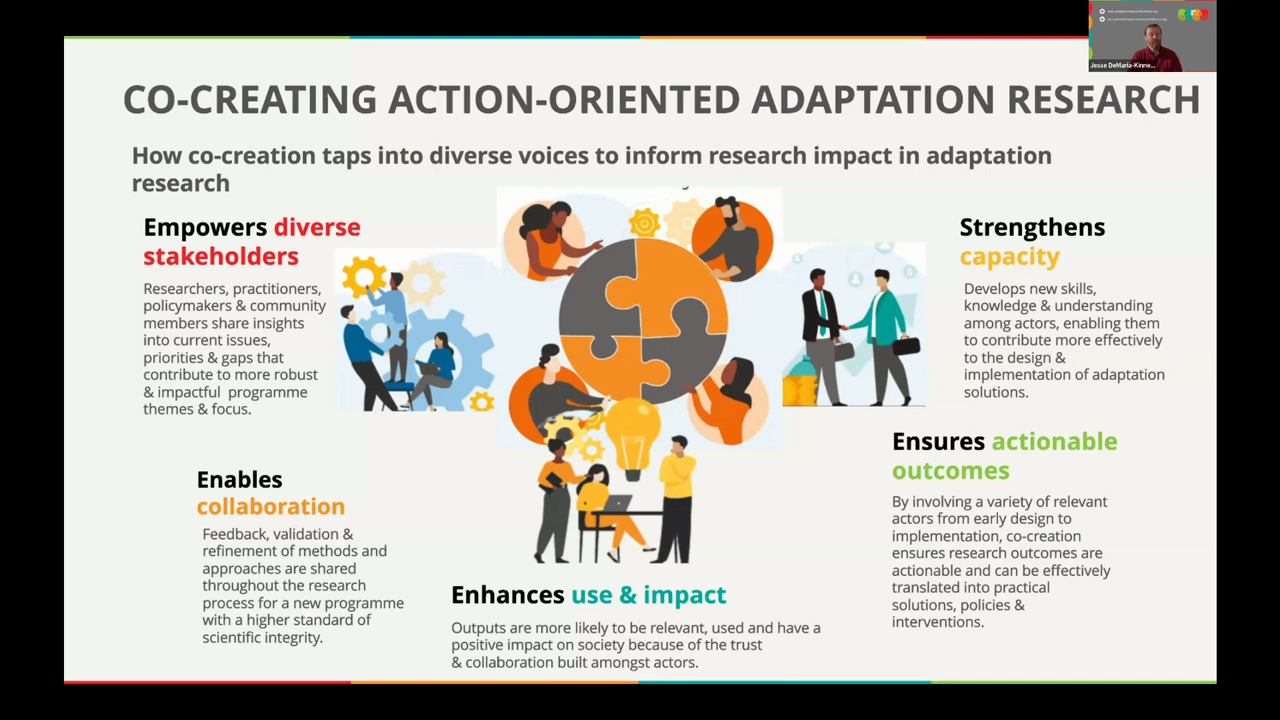 CO-CREATING ACTION-ORIENTED ADAPTATION RESEARCH
How co-creation taps into diverse voices to inform research impact in adaptation
research
Empowers diverse
stakeholders
Researchers, practitioners,
policymakers & community
members share insights
into current issues,
priorities & gaps that
contribute to more robust
& impactful programme
themes & focus.
Enables
collaboration
Feedback, validation &
refinement of methods and
approaches are shared
throughout the research
process for a new programme
with a higher standard of
scientific integrity.
Enhances use & impact
Outputs are more likely to be relevant, used and have a
positive impact on society because of the trust
& collaboration built amongst actors.
Strengthens
capacity
Develops new skills,
knowledge & understanding
among actors, enabling them
to contribute more effectively
to the design &
implementation of adaptation
solutions.
Ensures actionable
outcomes
By involving a variety of relevant
actors from early design to
implementation, co-creation
ensures research outcomes are
actionable and can be effectively
translated into practical
solutions, policies &
interventions.
Jesse DeMaria-Kinne...